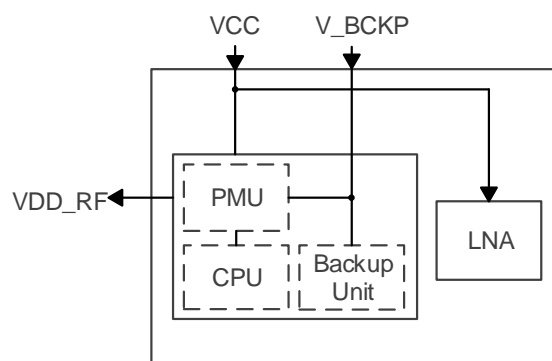 VCC
V_BCKP
VDD_RF
PMU
CPU
Backup
Unit
LNA